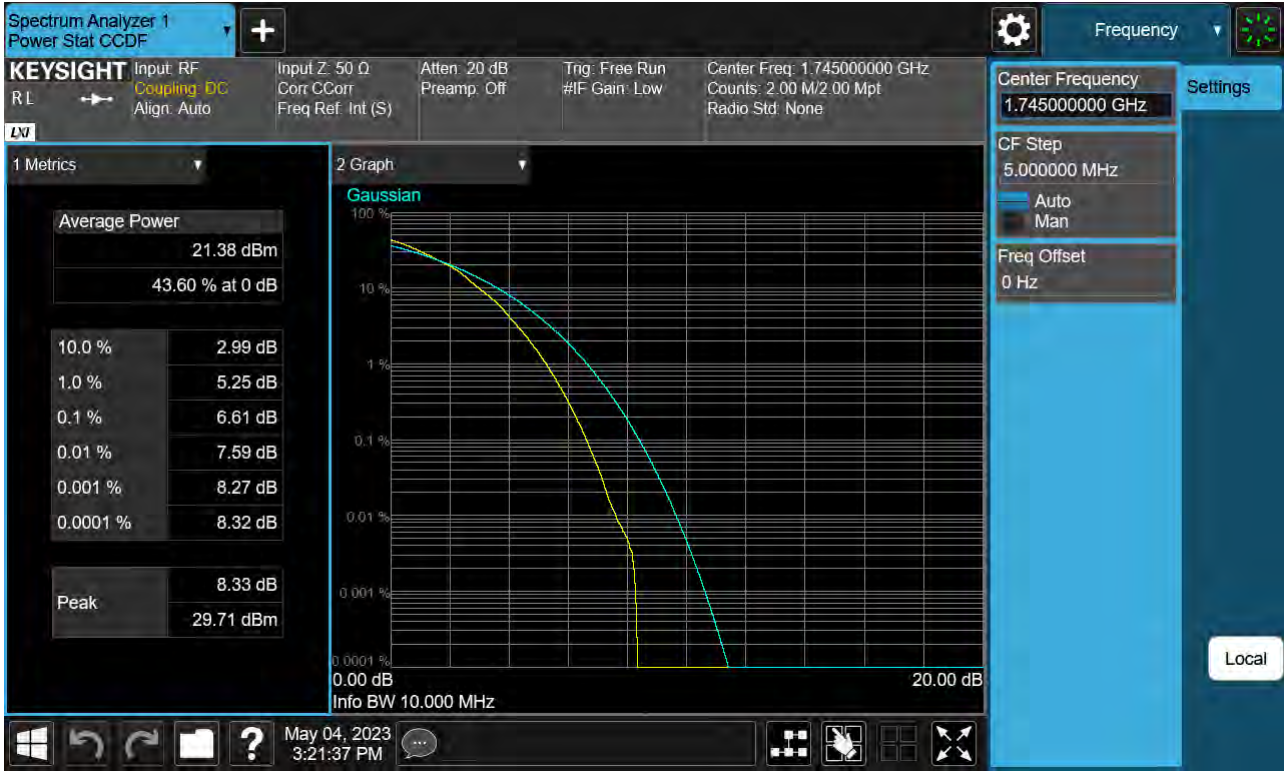 Spectrum Analyzer 1
Power Stat CCDF
Frequency
KEYSIGHT
R L
LXI
Input: RF
Coupling: DC
Align: Auto
Input Z: 50 Ω
Corr CCorr
Freq Ref: Int (S)
Atten: 20 dB
Preamp: Off
Trig: Free Run
#IF Gain: Low
Center Freq: 1.745000000 GHz
Counts: 2.00 M/2.00 Mpt
Radio Std: None
Center Frequency
1.745000000 GHz
Settings
CF Step
5.000000 MHz
Auto
Man
Freq Offset
0 Hz
Local
1 Metrics
Average Power
21.38 dBm
43.60 % at 0 dB
10.0 % 2.99 dB
1.0 % 5.25 dB
0.1 % 6.61 dB
0.01 % 7.59 dB
0.001 % 8.27 dB
0.0001 % 8.32 dB
Peak
8.33 dB
29.71 dBm
2 Graph
Gaussian
100 %
10 %
1 %
0.1 %
0.01 %
0.001 %
0.0001 %
0.00 dB 20.00 dB
Info BW 10.000 MHz
May 04, 2023
3:21:37 PM